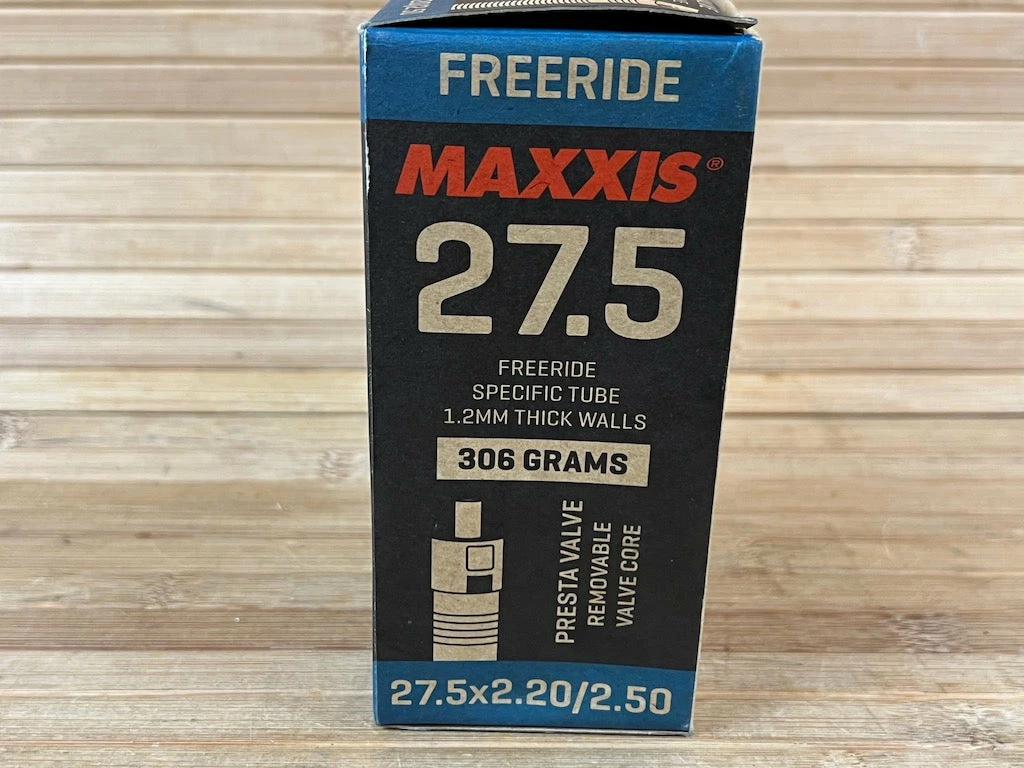 FREERIDE
MAXXIS®
27.5
FREERIDE
SPECIFIC TUBE
1.2MM THICK WALLS
306 GRAMS
PRESTA VALVE
REMOVABLE
VALVE CORE
27.5x2.20/2.50